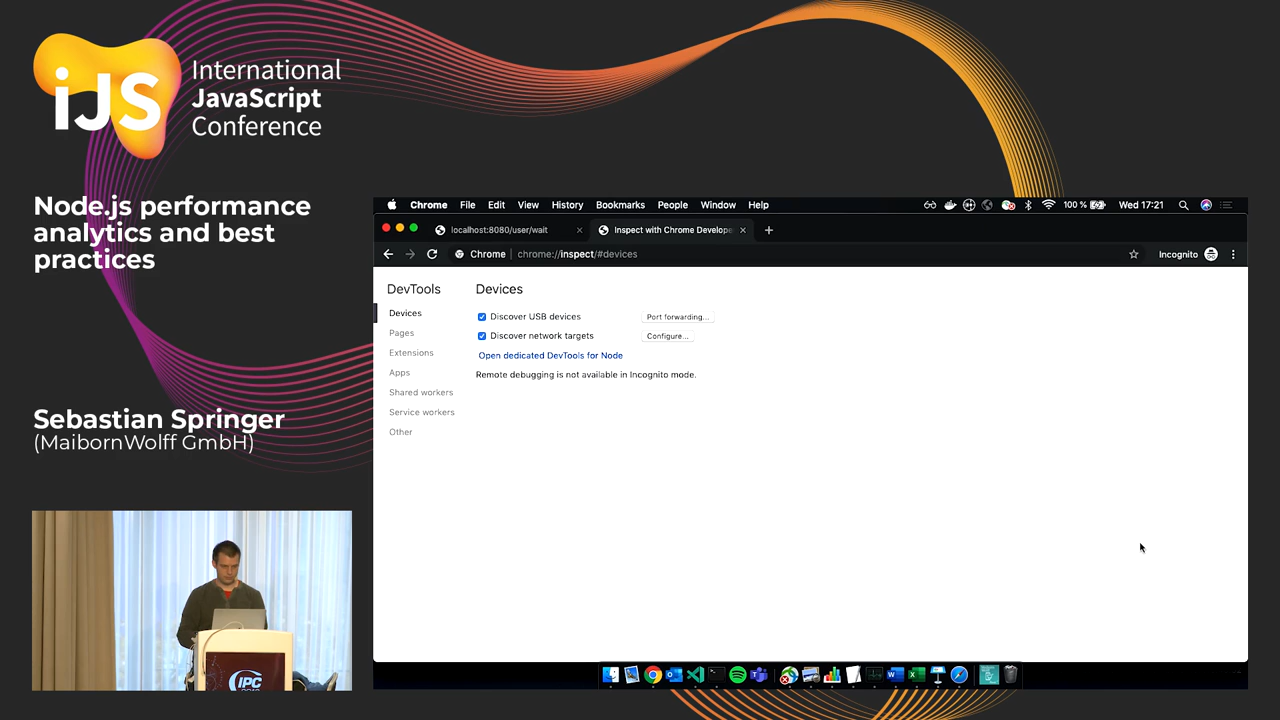 iJS
International
JavaScript
Conference
Node.js performance
analytics and best
practices
Sebastian Springer
(MaibornWolff GmbH)
IPC
Chrome File Edit View History Bookmarks People Window Help
100 % Wed 17:21
localhost:8080/user/wait
Inspect with Chrome Develope
Chrome | chrome://inspect/#devices
Incognito
DevTools
Devices
Pages
Extensions
Apps
Shared workers
Service workers
Other
Devices
Discover USB devices
Port forwarding...
Discover network targets
Configure...
Open dedicated DevTools for Node
Remote debugging is not available in Incognito mode.